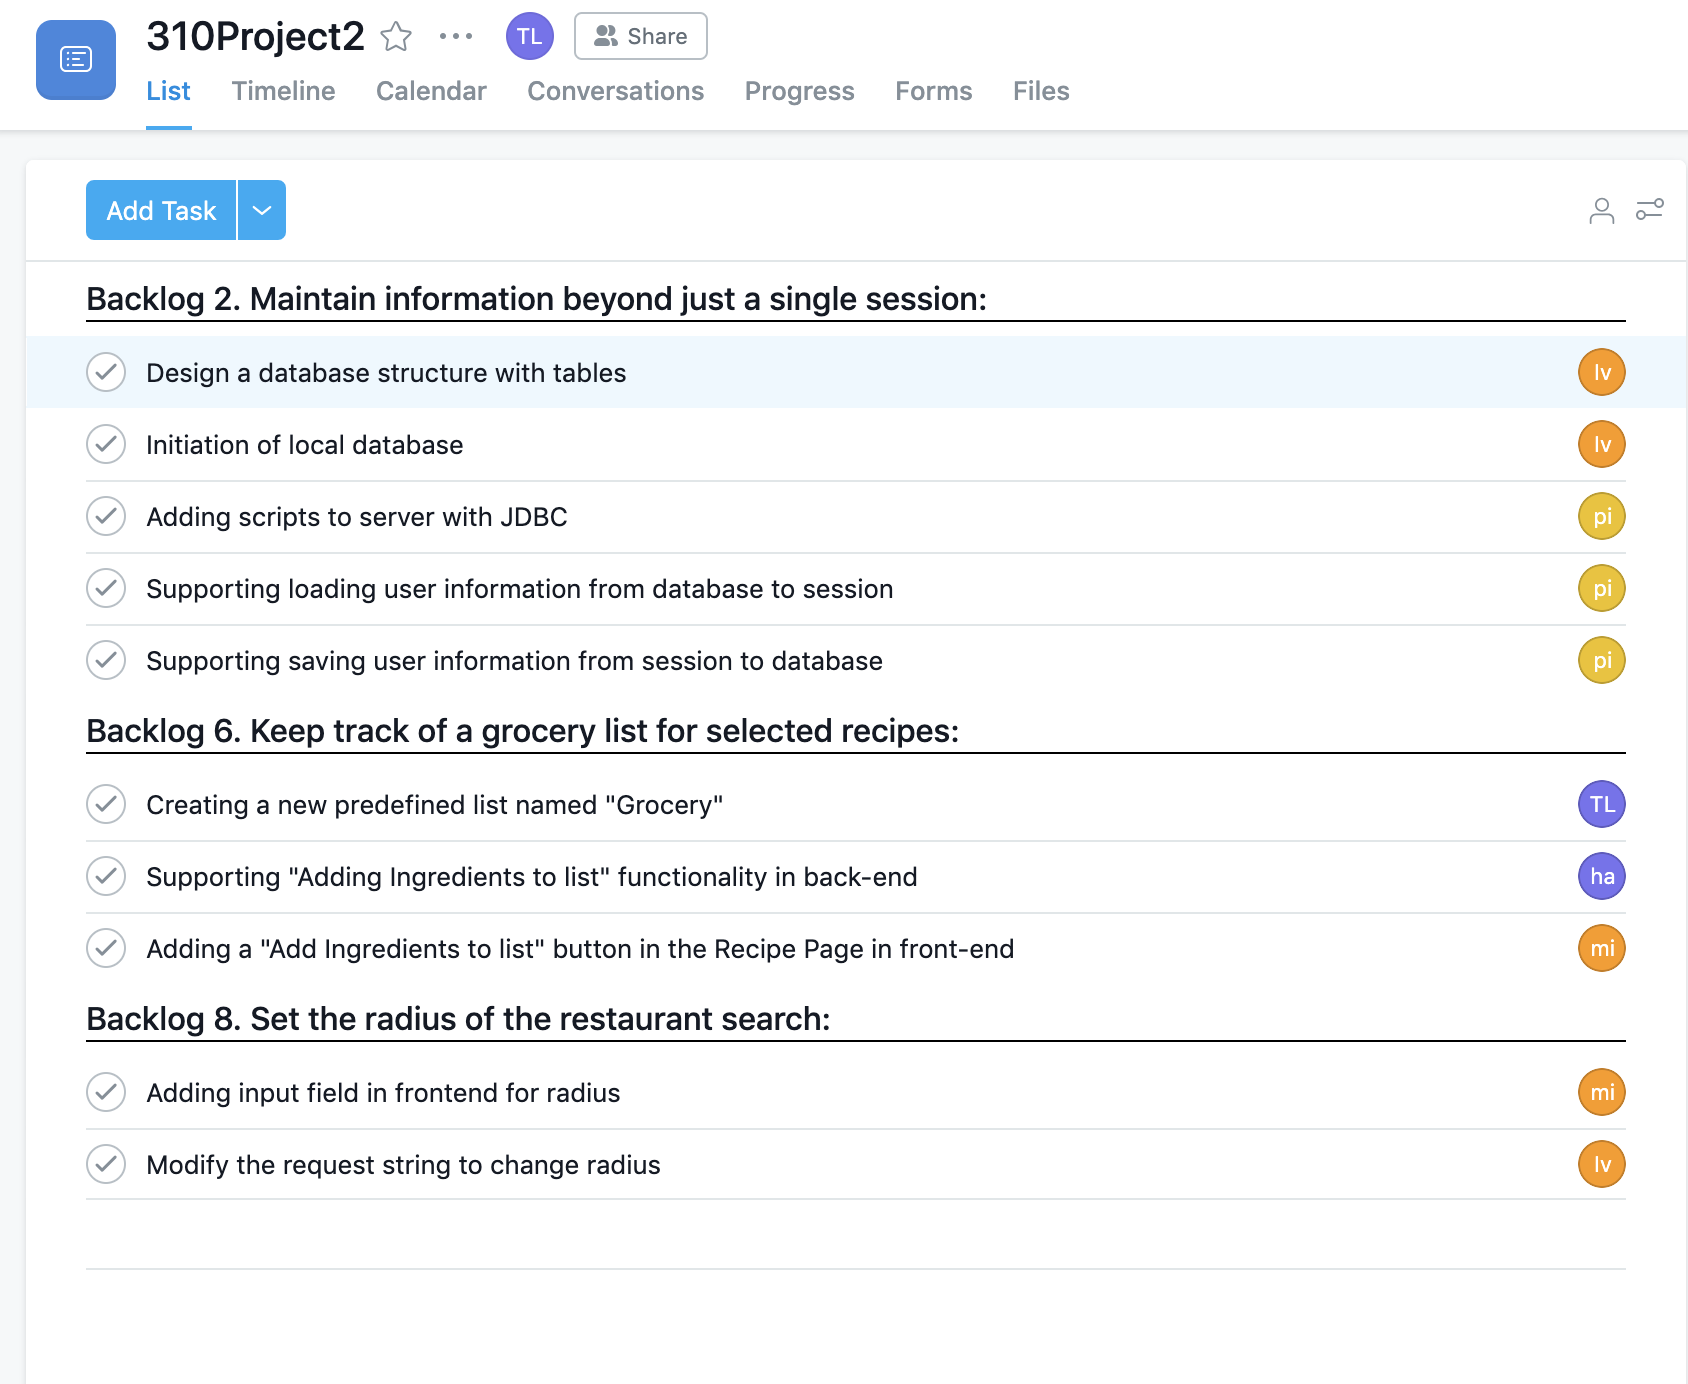 310Project2
TL
Share
List Timeline Calendar Conversations Progress Forms Files
Add Task
Backlog 2. Maintain information beyond just a single session:
Design a database structure with tables lv
Initiation of local database lv
Adding scripts to server with JDBC pi
Supporting loading user information from database to session pi
Supporting saving user information from session to database pi
Backlog 6. Keep track of a grocery list for selected recipes:
Creating a new predefined list named "Grocery" TL
Supporting "Adding Ingredients to list" functionality in back-end ha
Adding a "Add Ingredients to list" button in the Recipe Page in front-end mi
Backlog 8. Set the radius of the restaurant search:
Adding input field in frontend for radius mi
Modify the request string to change radius lv